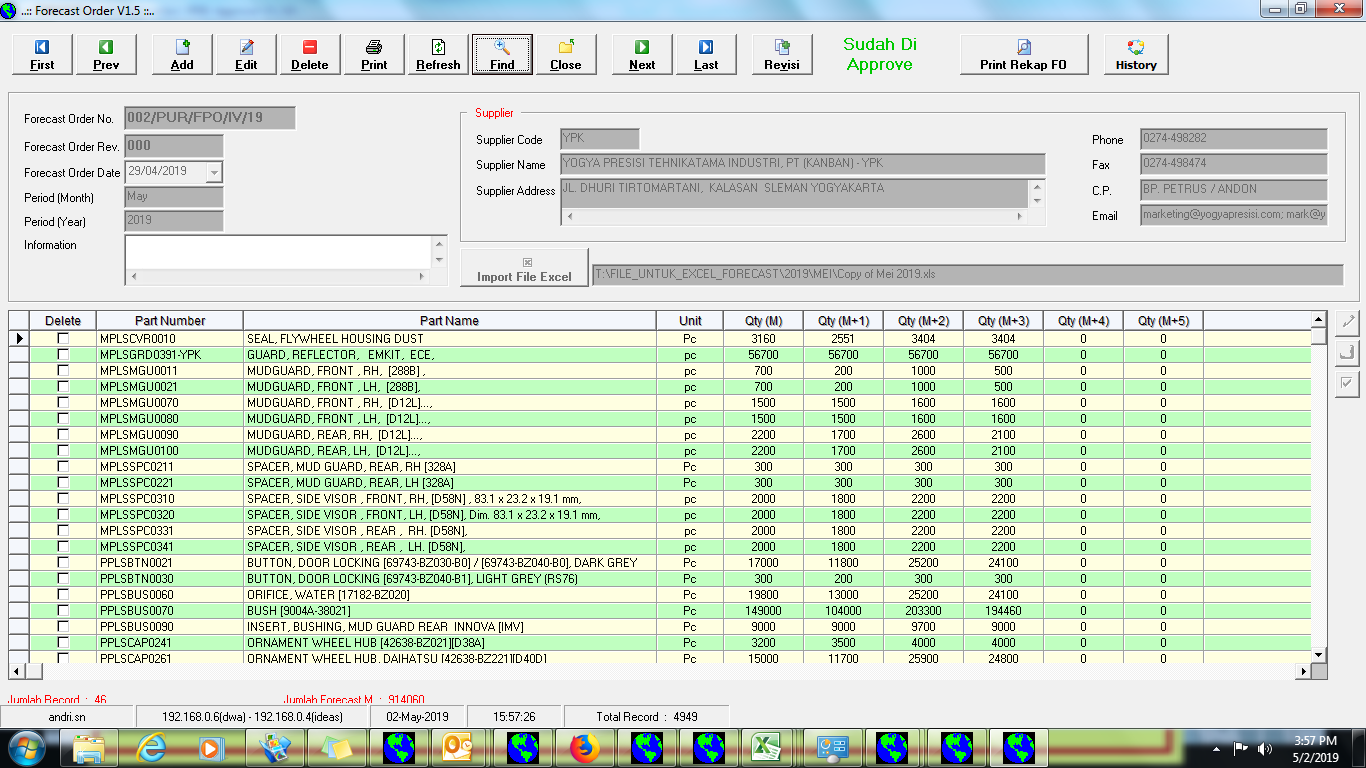 ..:: Forecast Order V1.5 ::..
First Prev Add Edit Delete Print Refresh Find Close Next Last Revisi Sudah Di Approve Print Rekap FO History
Forecast Order No. 002/PUR/FPO/IV/19
Forecast Order Rev. 000
Forecast Order Date 29/04/2019
Period (Month) May
Period (Year) 2019
Information
Supplier
Supplier Code YPK
Supplier Name YOGYA PRESISI TEHNIKATAMA INDUSTRI, PT (KANBAN) - YPK
Supplier Address JL. DHURI TIRTOMARTANI, KALASAN SLEMAN YOGYAKARTA
Phone 0274-498282
Fax 0274-498474
C.P. BP. PETRUS / ANDON
Email marketing@yogyapresisi.com; mark@y
Import File Excel T:\FILE_UNTUK_EXCEL_FORECAST\2019\MEI\Copy of Mei 2019.xls
Delete Part Number Part Name Unit Qty (M) Qty (M+1) Qty (M+2) Qty (M+3) Qty (M+4) Qty (M+5)
MPLSCVR0010 SEAL, FLYWHEEL HOUSING DUST Pc 3160 2551 3404 3404 0 0
MPLSGRD0391-YPK GUARD, REFLECTOR, EMKIT, ECE, pc 56700 56700 56700 56700 0 0
MPLSMGU0011 MUDGUARD, FRONT , RH, [288B] , pc 700 200 1000 500 0 0
MPLSMGU0021 MUDGUARD, FRONT , LH, [288B], pc 700 200 1000 500 0 0
MPLSMGU0070 MUDGUARD, FRONT , RH, [D12L]..., pc 1500 1500 1600 1600 0 0
MPLSMGU0080 MUDGUARD, FRONT , LH, [D12L]..., pc 1500 1500 1600 1600 0 0
MPLSMGU0090 MUDGUARD, REAR, RH, [D12L]..., pc 2200 1700 2600 2100 0 0
MPLSMGU0100 MUDGUARD, REAR, LH, [D12L]..., pc 2200 1700 2600 2100 0 0
MPLSSPC0211 SPACER, MUD GUARD, REAR, RH [328A] Pc 300 300 300 300 0 0
MPLSSPC0221 SPACER, MUD GUARD, REAR, LH [328A] Pc 300 300 300 300 0 0
MPLSSPC0310 SPACER, SIDE VISOR , FRONT, RH, [D58N] , 83.1 x 23.2 x 19.1 mm, pc 2000 1800 2200 2200 0 0
MPLSSPC0320 SPACER, SIDE VISOR , FRONT, LH, [D58N], Dim. 83.1 x 23.2 x 19.1 mm, pc 2000 1800 2200 2200 0 0
MPLSSPC0331 SPACER, SIDE VISOR , REAR , RH. [D58N], pc 2000 1800 2200 2200 0 0
MPLSSPC0341 SPACER, SIDE VISOR , REAR , LH. [D58N], pc 2000 1800 2200 2200 0 0
PPLSBTN0021 BUTTON, DOOR LOCKING [69743-BZ030-B0] / [69743-BZ040-B0], DARK GREY Pc 17000 11800 25200 24100 0 0
PPLSBTN0030 BUTTON, DOOR LOCKING [69743-BZ040-B1], LIGHT GREY (RS76) Pc 300 200 300 300 0 0
PPLSBUS0060 ORIFICE, WATER [17182-BZ020] Pc 19800 13000 25200 24100 0 0
PPLSBUS0070 BUSH [9004A-38021] Pc 149000 104000 203300 194460 0 0
PPLSBUS0090 INSERT, BUSHING, MUD GUARD REAR INNOVA [IMV] Pc 9000 9000 9700 9000 0 0
PPLSCAP0241 ORNAMENT WHEEL HUB [42638-BZ021][D38A] Pc 3200 3500 4000 4000 0 0
PPLSCAP0261 ORNAMENT WHEEL HUB, DAIHATSU [42638-BZ221][D40D] Pc 15000 11700 25900 24800 0 0
Jumlah Record : 46 Jumlah Forecast M : 914060
andri.sn 192.168.0.6(dwa) - 192.168.0.4(ideas) 02-May-2019 15:57:26 Total Record : 4949
3:57 PM
5/2/2019